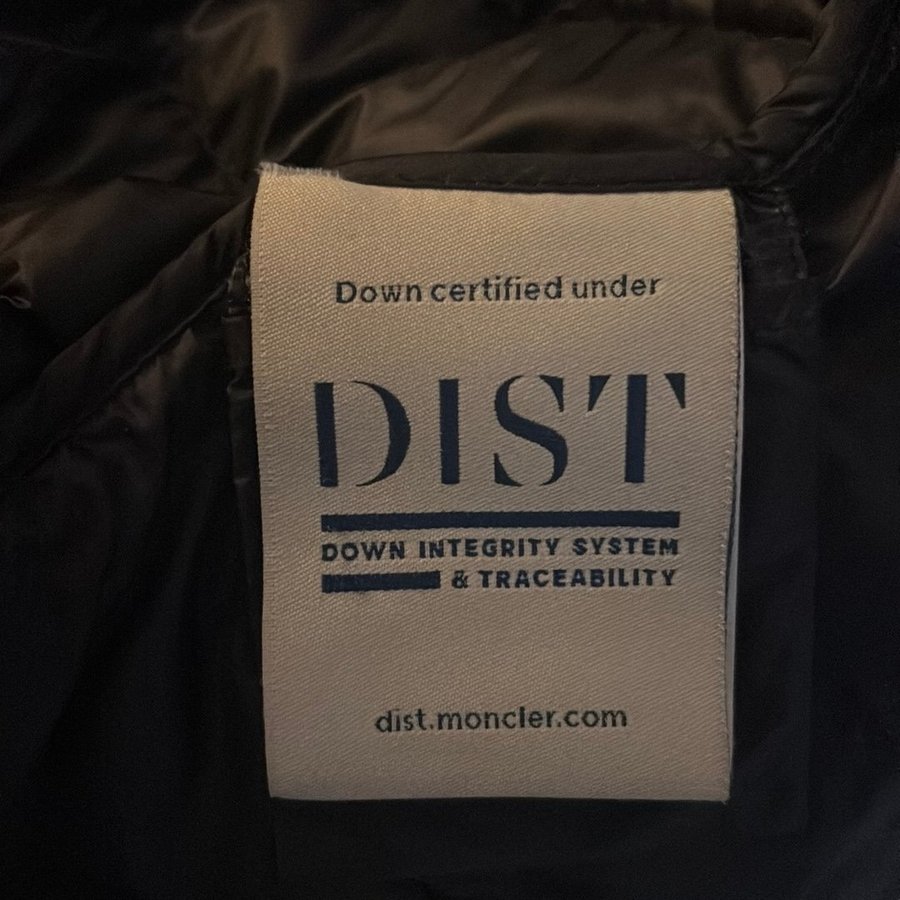 Down certified under
DIST
DOWN INTEGRITY SYSTEM
& TRACEABILITY
dist.moncler.com